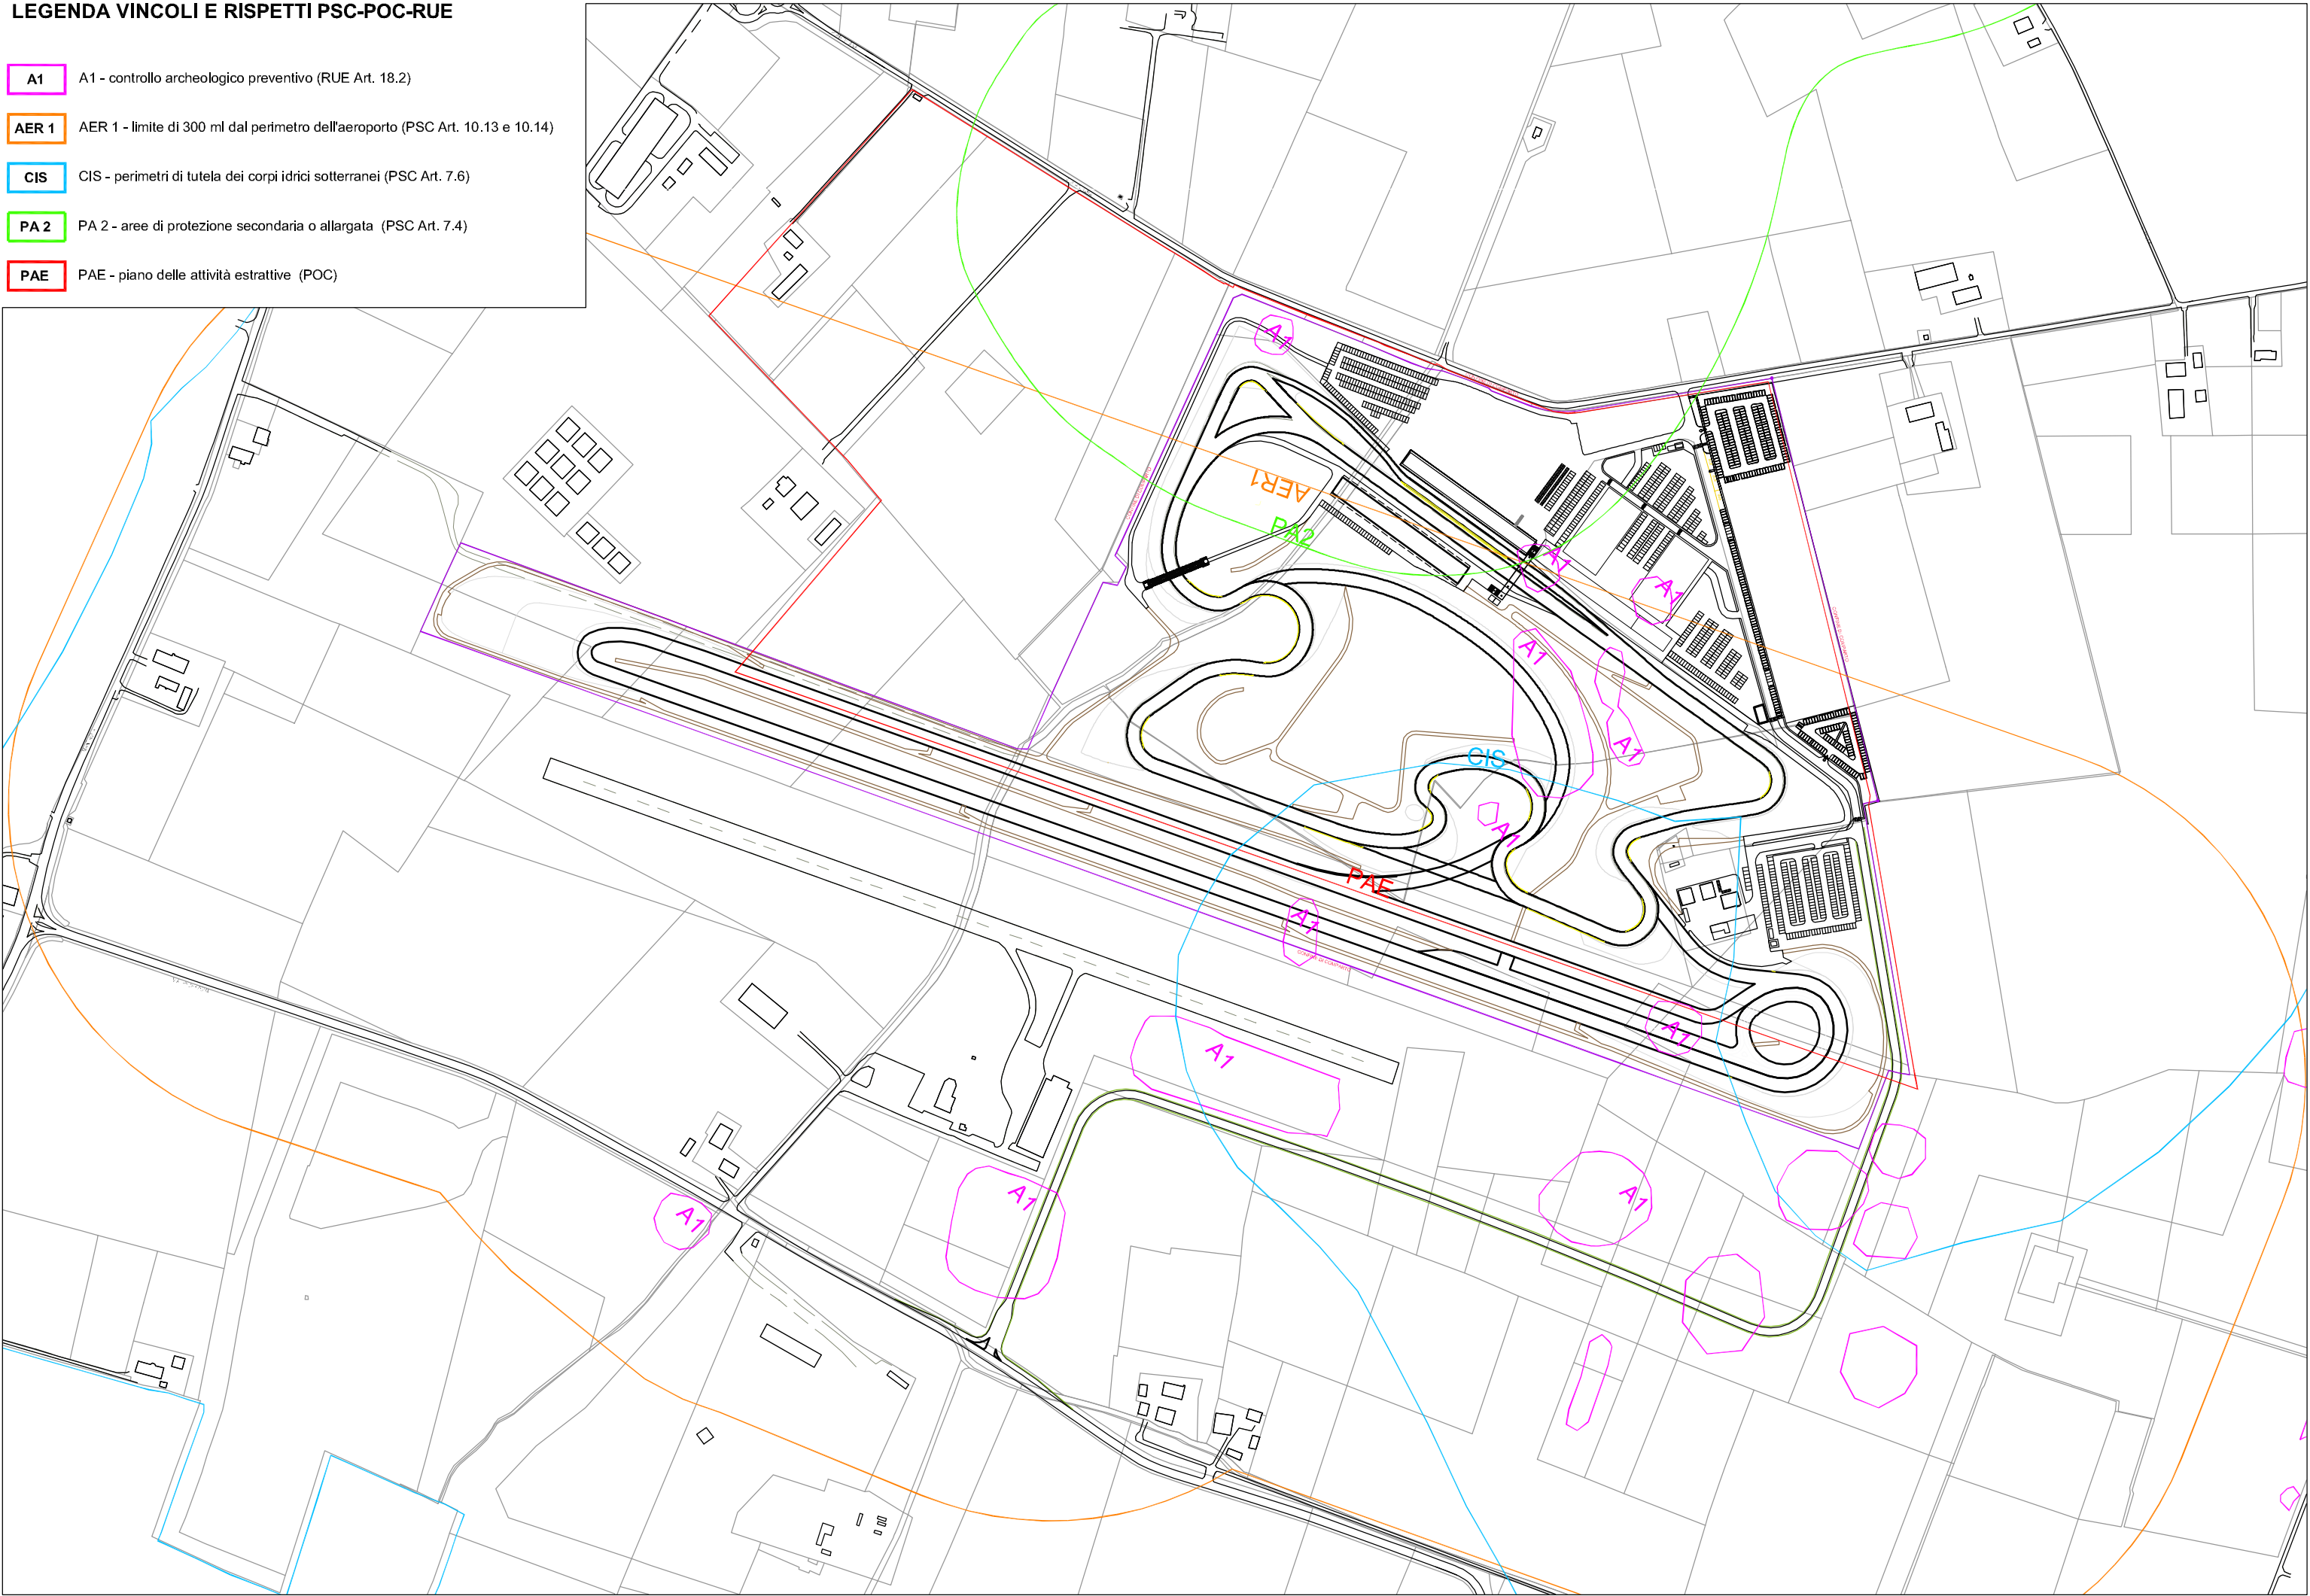 LEGENDA VINCOLI E RISPETTI PSC-POC-RUE
A1 A1 - controllo archeologico preventivo (RUE Art. 18.2)
AER 1 AER 1 - limite di 300 ml dal perimetro dell'aeroporto (PSC Art. 10.13 e 10.14)
CIS CIS - perimetri di tutela dei corpi idrici sotterranei (PSC Art. 7.6)
PA 2 PA 2 - aree di protezione secondaria o allargata (PSC Art. 7.4)
PAE PAE - piano delle attività estrattive (POC)
A1
AER1
PA2
A1
A1
A1
A1
CIS
A1
PAE
A1
A1
A1
A1
A1
A1